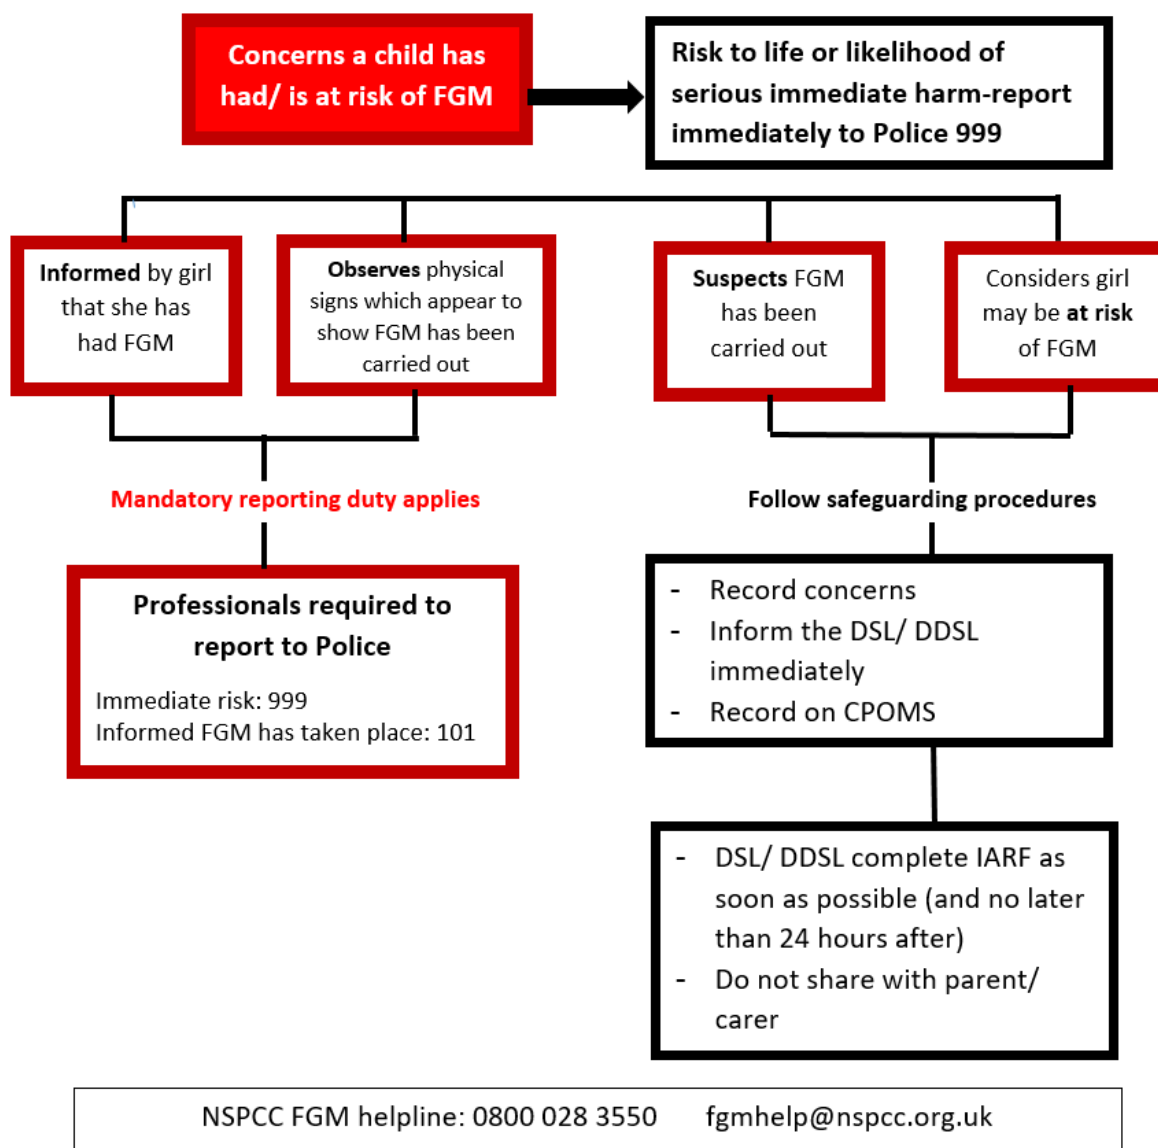 Concerns a child has
had/ is at risk of FGM
Risk to life or likelihood of
serious immediate harm-report
immediately to Police 999
Informed by girl
that she has
had FGM
Observes physical
signs which appear to
show FGM has been
carried out
Suspects FGM
has been
carried out
Considers girl
may be at risk
of FGM
Mandatory reporting duty applies
Follow safeguarding procedures
Professionals required to
report to Police
Immediate risk: 999
Informed FGM has taken place: 101
- Record concerns
- Inform the DSL/ DDSL
immediately
- Record on CPOMS
- DSL/ DDSL complete IARF as
soon as possible (and no later
than 24 hours after)
- Do not share with parent/
carer
NSPCC FGM helpline: 0800 028 3550 fgmhelp@nspcc.org.uk